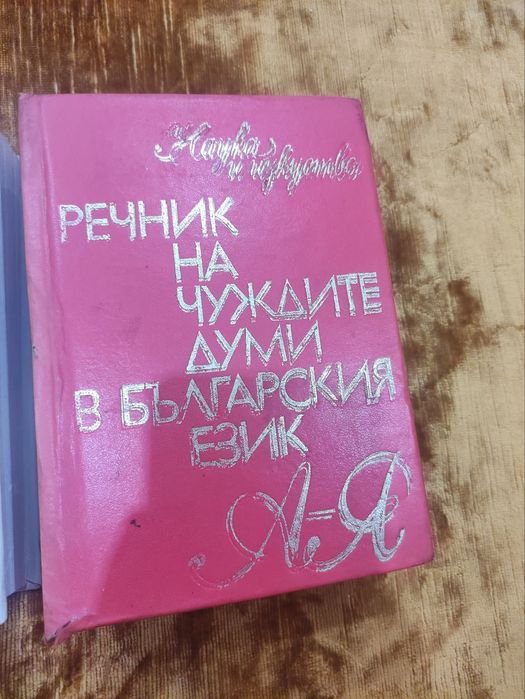 Наука
и изкуство
РЕЧНИК
НА
ЧУЖДИТЕ
ДУМИ
В БЪЛГАРСКИЯ
ЕЗИК
А=Я